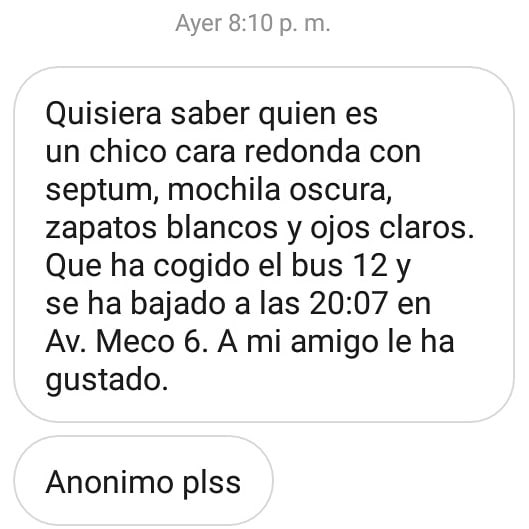 Ayer 8:10 p. m.
Quisiera saber quien es
un chico cara redonda con
septum, mochila oscura,
zapatos blancos y ojos claros.
Que ha cogido el bus 12 y
se ha bajado a las 20:07 en
Av. Meco 6. A mi amigo le ha
gustado.
Anonimo plss